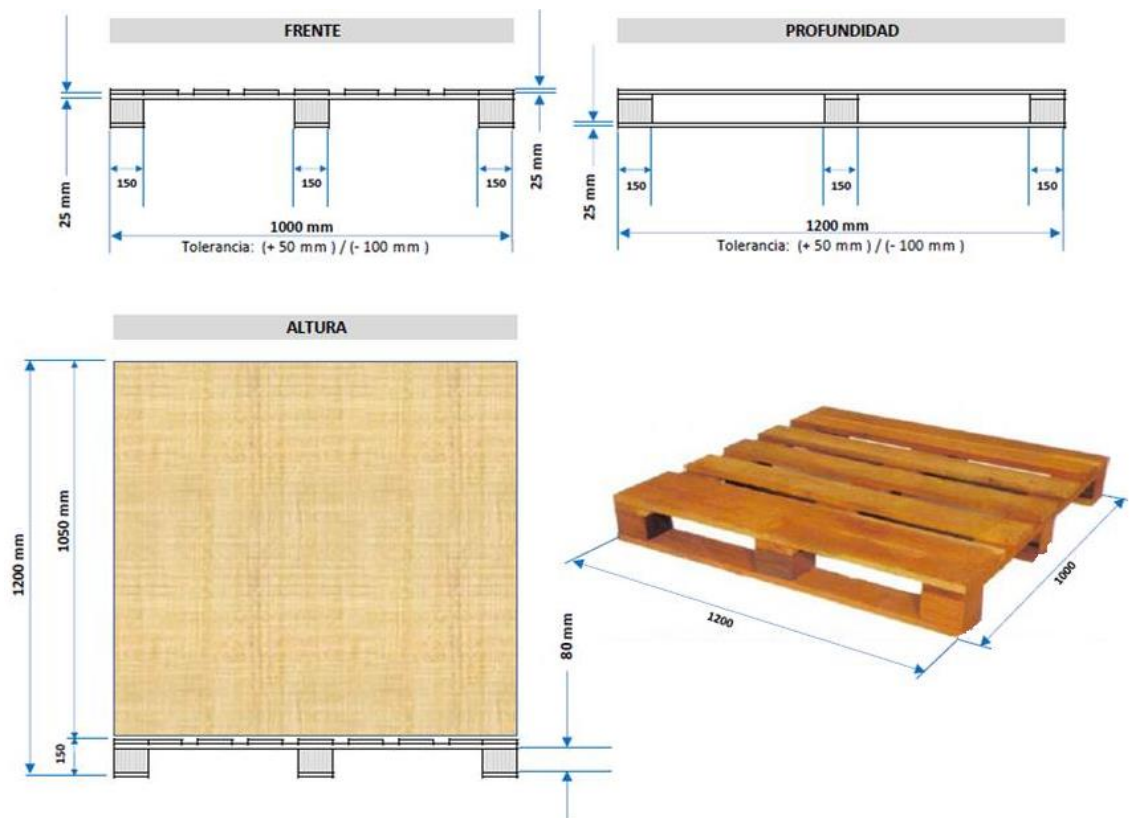 FRENTE
PROFUNDIDAD
25 mm
150
150
150
25 mm
1000 mm
Tolerancia: (+ 50 mm ) / (- 100 mm )
25 mm
150
150
150
1200 mm
Tolerancia: (+ 50 mm ) / (- 100 mm )
ALTURA
1200 mm
1050 mm
150
80 mm
1200
1000